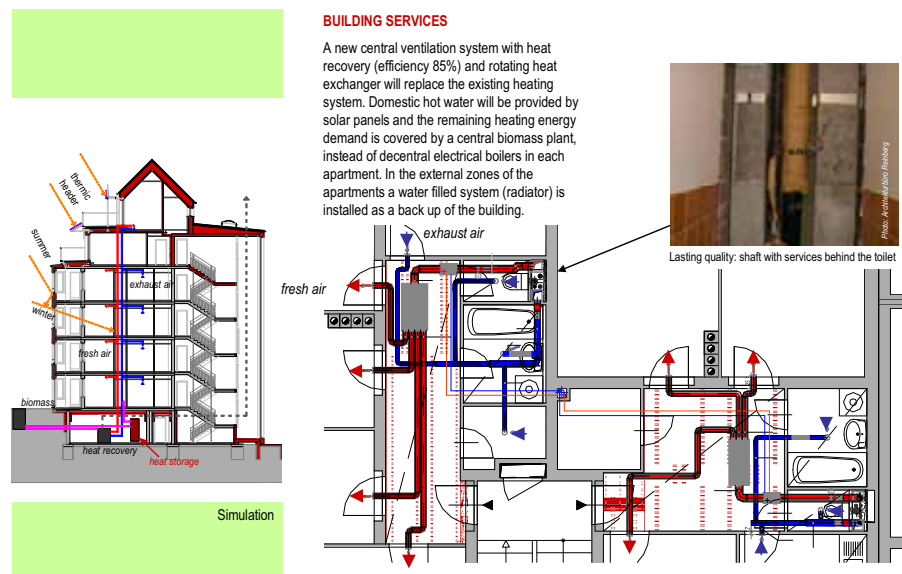 BUILDING SERVICES
A new central ventilation system with heat
recovery (efficiency 85%) and rotating heat
exchanger will replace the existing heating
system. Domestic hot water will be provided by
solar panels and the remaining heating energy
demand is covered by a central biomass plant,
instead of decentral electrical boilers in each
apartment. In the external zones of the
apartments a water filled system (radiator) is
installed as a back up of the building.
Photo: Architekturbüro Reinberg
Lasting quality: shaft with services behind the toilet
thermic
header
summer
winter
exhaust air
fresh air
biomass
heat recovery
heat storage
exhaust air
fresh air
Simulation